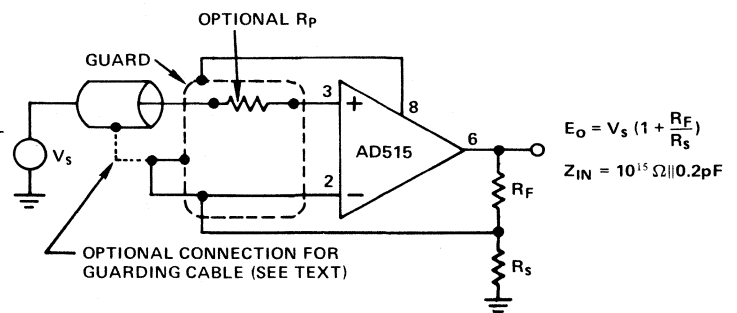 OPTIONAL RP
GUARD
3
+
8
AD515
6
2
−
VS
RF
RS
EO = VS (1 + RF/RS)
ZIN = 10¹⁵ Ω||0.2pF
OPTIONAL CONNECTION FOR
GUARDING CABLE (SEE TEXT)